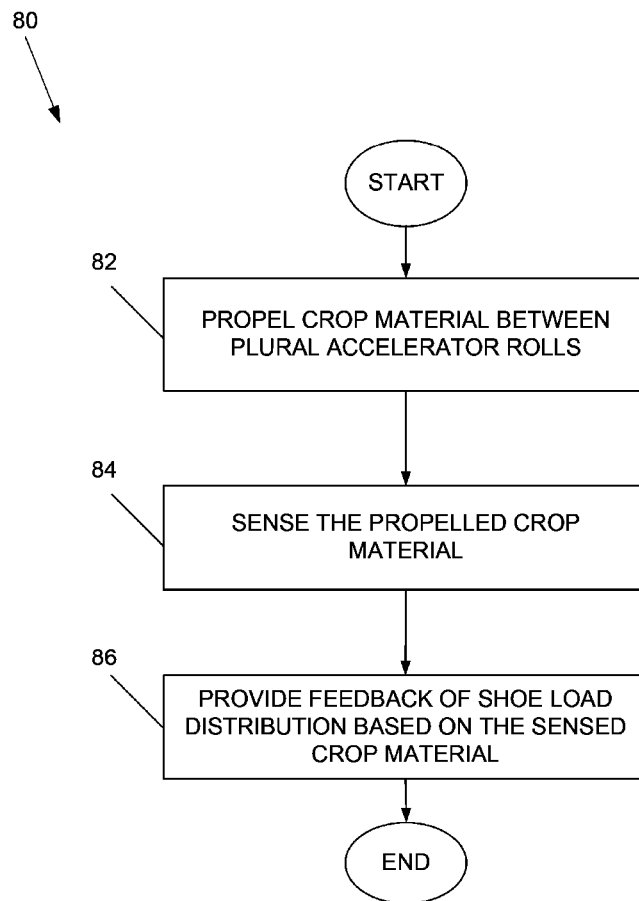 80
START
82
PROPEL CROP MATERIAL BETWEEN
PLURAL ACCELERATOR ROLLS
84
SENSE THE PROPELLED CROP
MATERIAL
86
PROVIDE FEEDBACK OF SHOE LOAD
DISTRIBUTION BASED ON THE SENSED
CROP MATERIAL
END